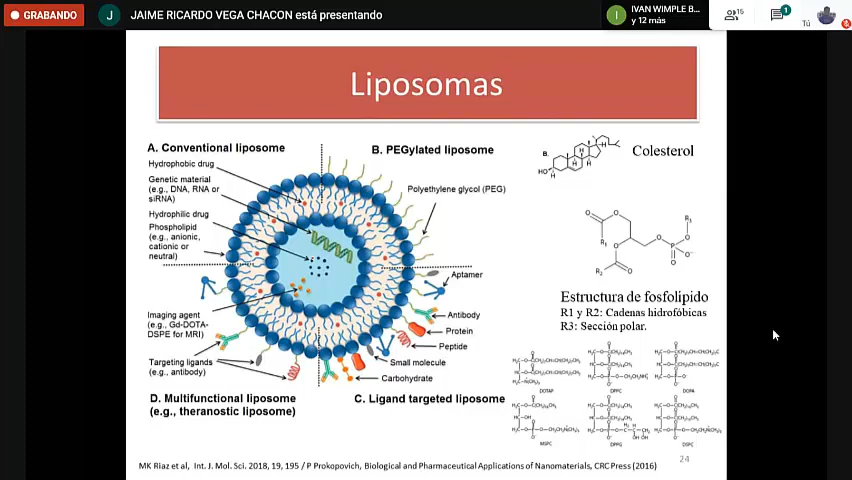 GRABANDO
J
JAIME RICARDO VEGA CHACON está presentando
I
IVAN WIMPLE B...
y 12 más
15
1
Tú
Liposomas
A. Conventional liposome
B. PEGylated liposome
Hydrophobic drug
Genetic material
(e.g., DNA, RNA or
siRNA)
Hydrophilic drug
Phospholipid
(e.g., anionic,
cationic or
neutral)
Polyethylene glycol (PEG)
Aptamer
Imaging agent
(e.g., Gd-DOTA-
DSPE for MRI)
Antibody
Protein
Peptide
Targeting ligands
(e.g., antibody)
Small molecule
Carbohydrate
D. Multifunctional liposome
(e.g., theranostic liposome)
C. Ligand targeted liposome
B.
HO
H
H
H
H
Colesterol
O
O
R1
O
O
R2
O
O
P
O
O-
R1
Estructura de fosfolípido
R1 y R2: Cadenas hidrofóbicas
R3: Sección polar.
DOTAP
DPPC
DOPA
MSPC
DPPG
DSPC
24
MK Riaz et al, Int. J. Mol. Sci. 2018, 19, 195 / P Prokopovich, Biological and Pharmaceutical Applications of Nanomaterials, CRC Press (2016)